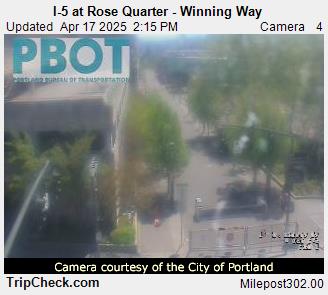 I-5 at Rose Quarter - Winning Way
Updated Apr 17 2025 2:15 PM Camera 4
PBOT
PORTLAND BUREAU OF TRANSPORTATION
Camera courtesy of the City of Portland
TripCheck.com Milepost302.00